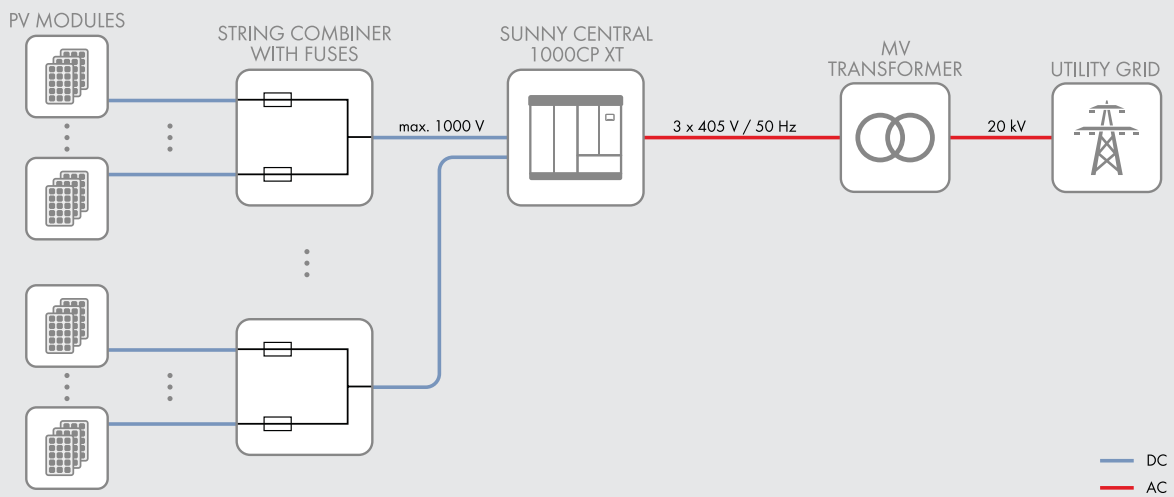 PV MODULES
STRING COMBINER
WITH FUSES
SUNNY CENTRAL
1000CP XT
MV
TRANSFORMER
UTILITY GRID
max. 1000 V
3 x 405 V / 50 Hz
20 kV
DC
AC